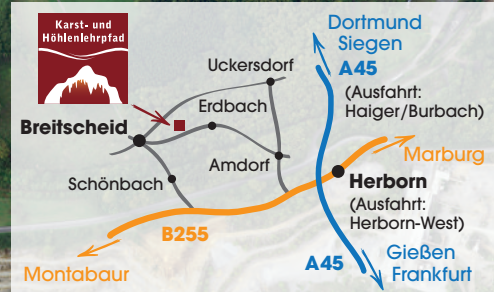 Karst- und
Höhlenlehrpfad
Dortmund
Siegen
A45
(Ausfahrt:
Haiger/Burbach)
Uckersdorf
Erdbach
Breitscheid
Marburg
Amdorf
Schönbach
Herborn
(Ausfahrt:
Herborn-West)
B255
A45
Gießen
Frankfurt
Montabaur